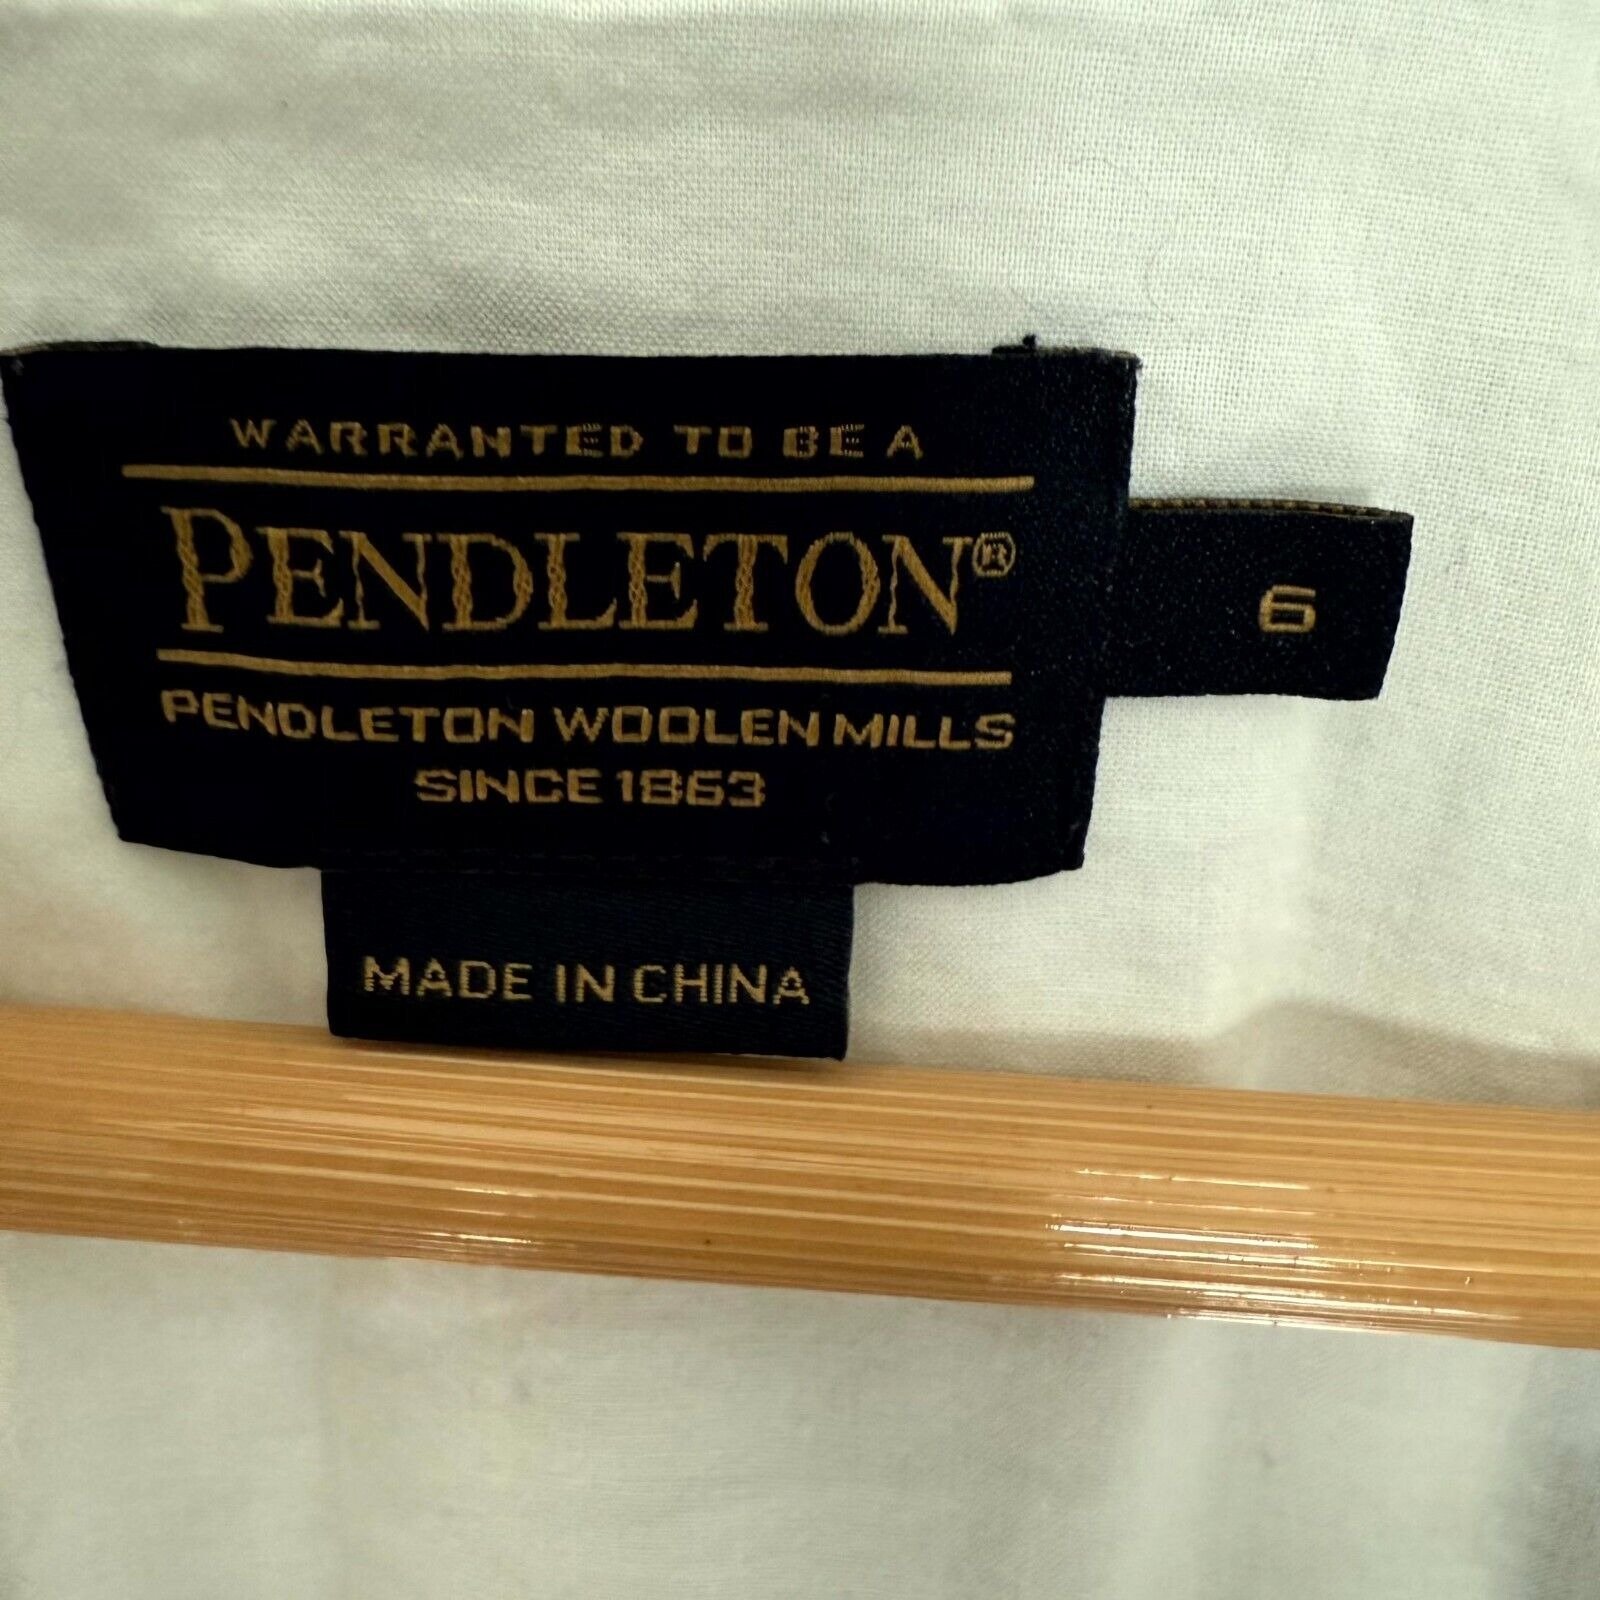 WARRANTED TO BE A
PENDLETON®
PENDLETON WOOLEN MILLS
SINCE 1863
6
MADE IN CHINA